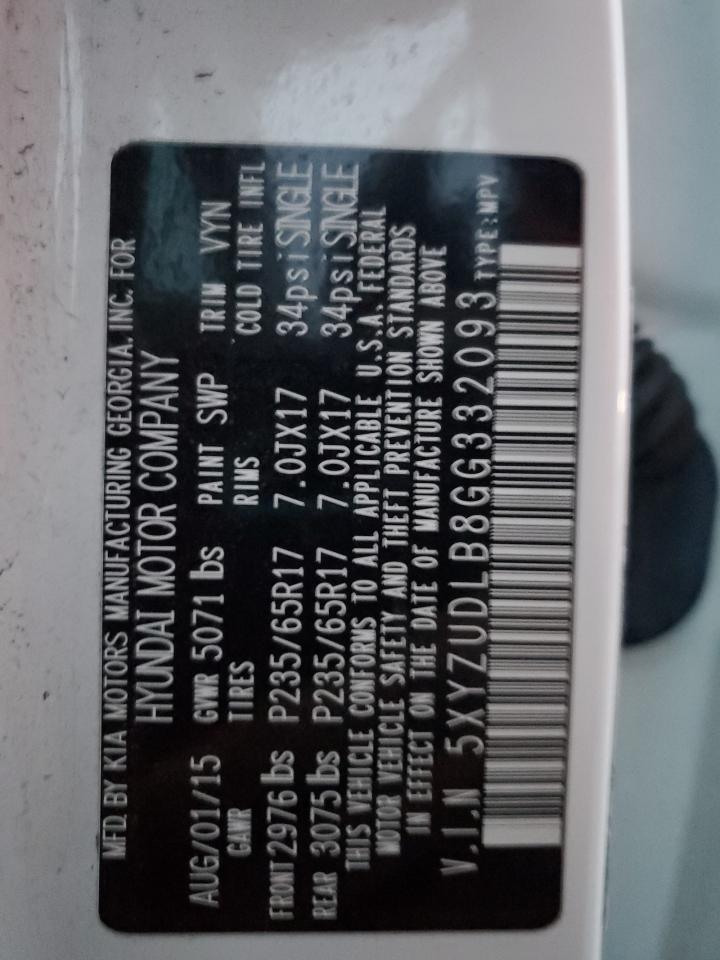 MFD BY KIA MOTORS MANUFACTURING GEORGIA, INC. FOR
HYUNDAI MOTOR COMPANY
AUG/01/15 GVWR 5071 lbs PAINT SWP TRIM VYN
GAWR TIRES RIMS COLD TIRE INFL
FRONT 2976 lbs P235/65R17 7.0JX17 34psi SINGLE
REAR 3075 lbs P235/65R17 7.0JX17 34psi SINGLE
THIS VEHICLE CONFORMS TO ALL APPLICABLE U.S.A. FEDERAL
MOTOR VEHICLE SAFETY AND THEFT PREVENTION STANDARDS
IN EFFECT ON THE DATE OF MANUFACTURE SHOWN ABOVE
V.I.N 5XYZUDLB8GG332093 TYPE:MPV